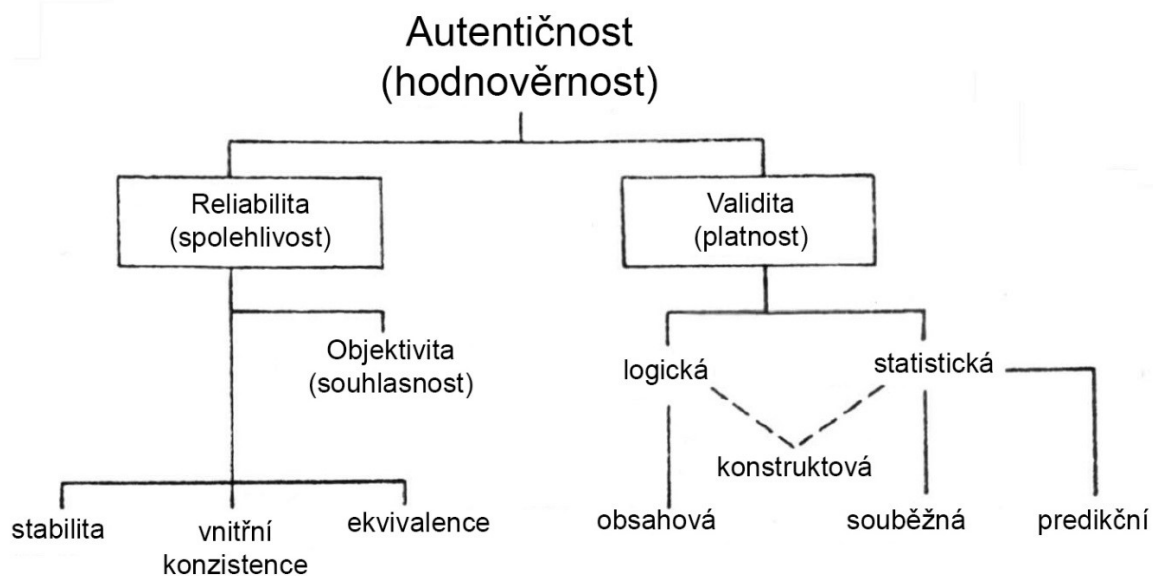 Autentičnost
(hodnověrnost)
Reliabilita
(spolehlivost)
Validita
(platnost)
Objektivita
(souhlasnost)
logická
statistická
konstruktová
stabilita
vnitřní
konzistence
ekvivalence
obsahová
souběžná
predikční